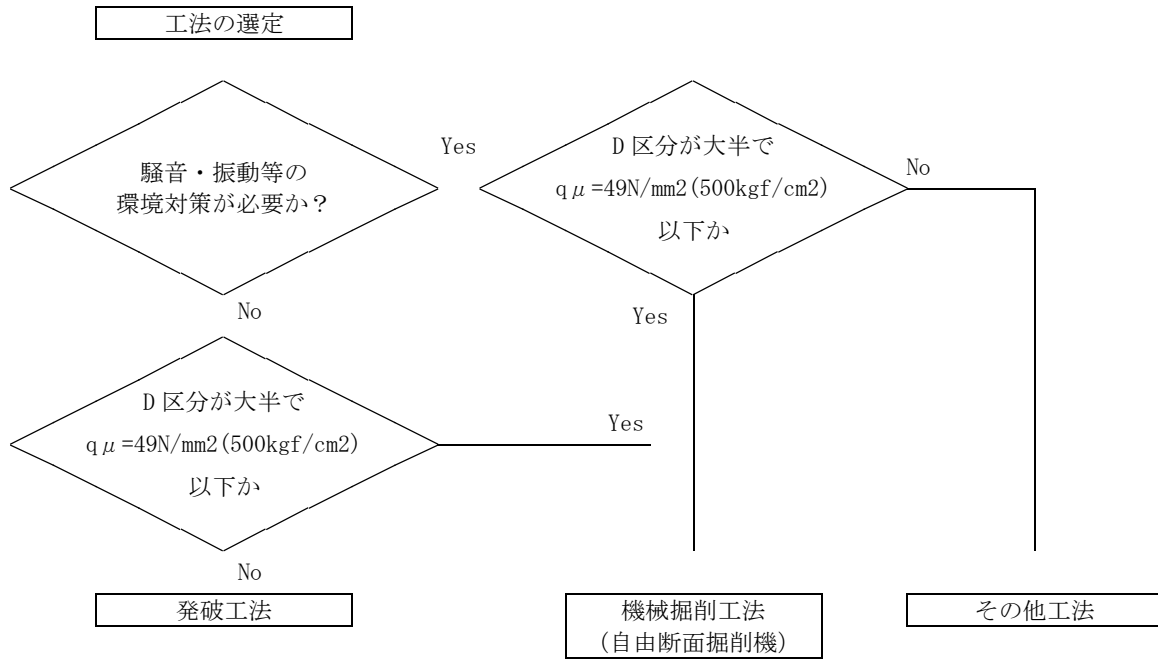 工法の選定
騒音・振動等の
環境対策が必要か？
Yes
D 区分が大半で
qμ=49N/mm2(500kgf/cm2)
以下か
No
No
Yes
D 区分が大半で
qμ=49N/mm2(500kgf/cm2)
以下か
Yes
No
発破工法
機械掘削工法
(自由断面掘削機)
その他工法